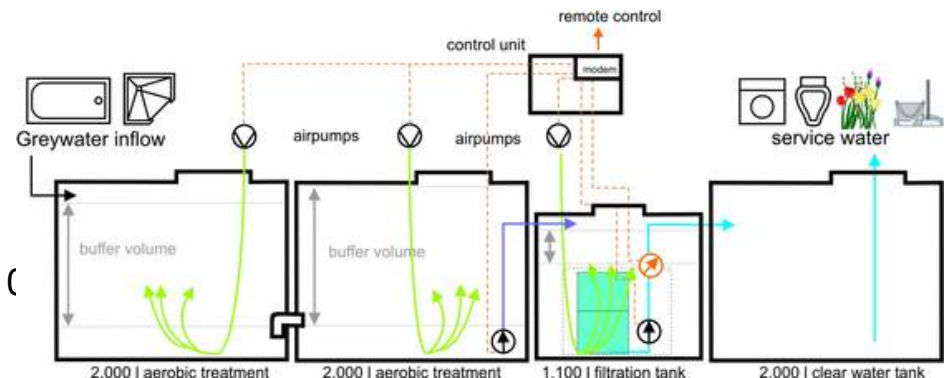 remote control
control unit
modem
Greywater inflow
airpumps
airpumps
service water
buffer volume
buffer volume
2.000 l aerobic treatment
2.000 l aerobic treatment
1.100 l filtration tank
2.000 l clear water tank